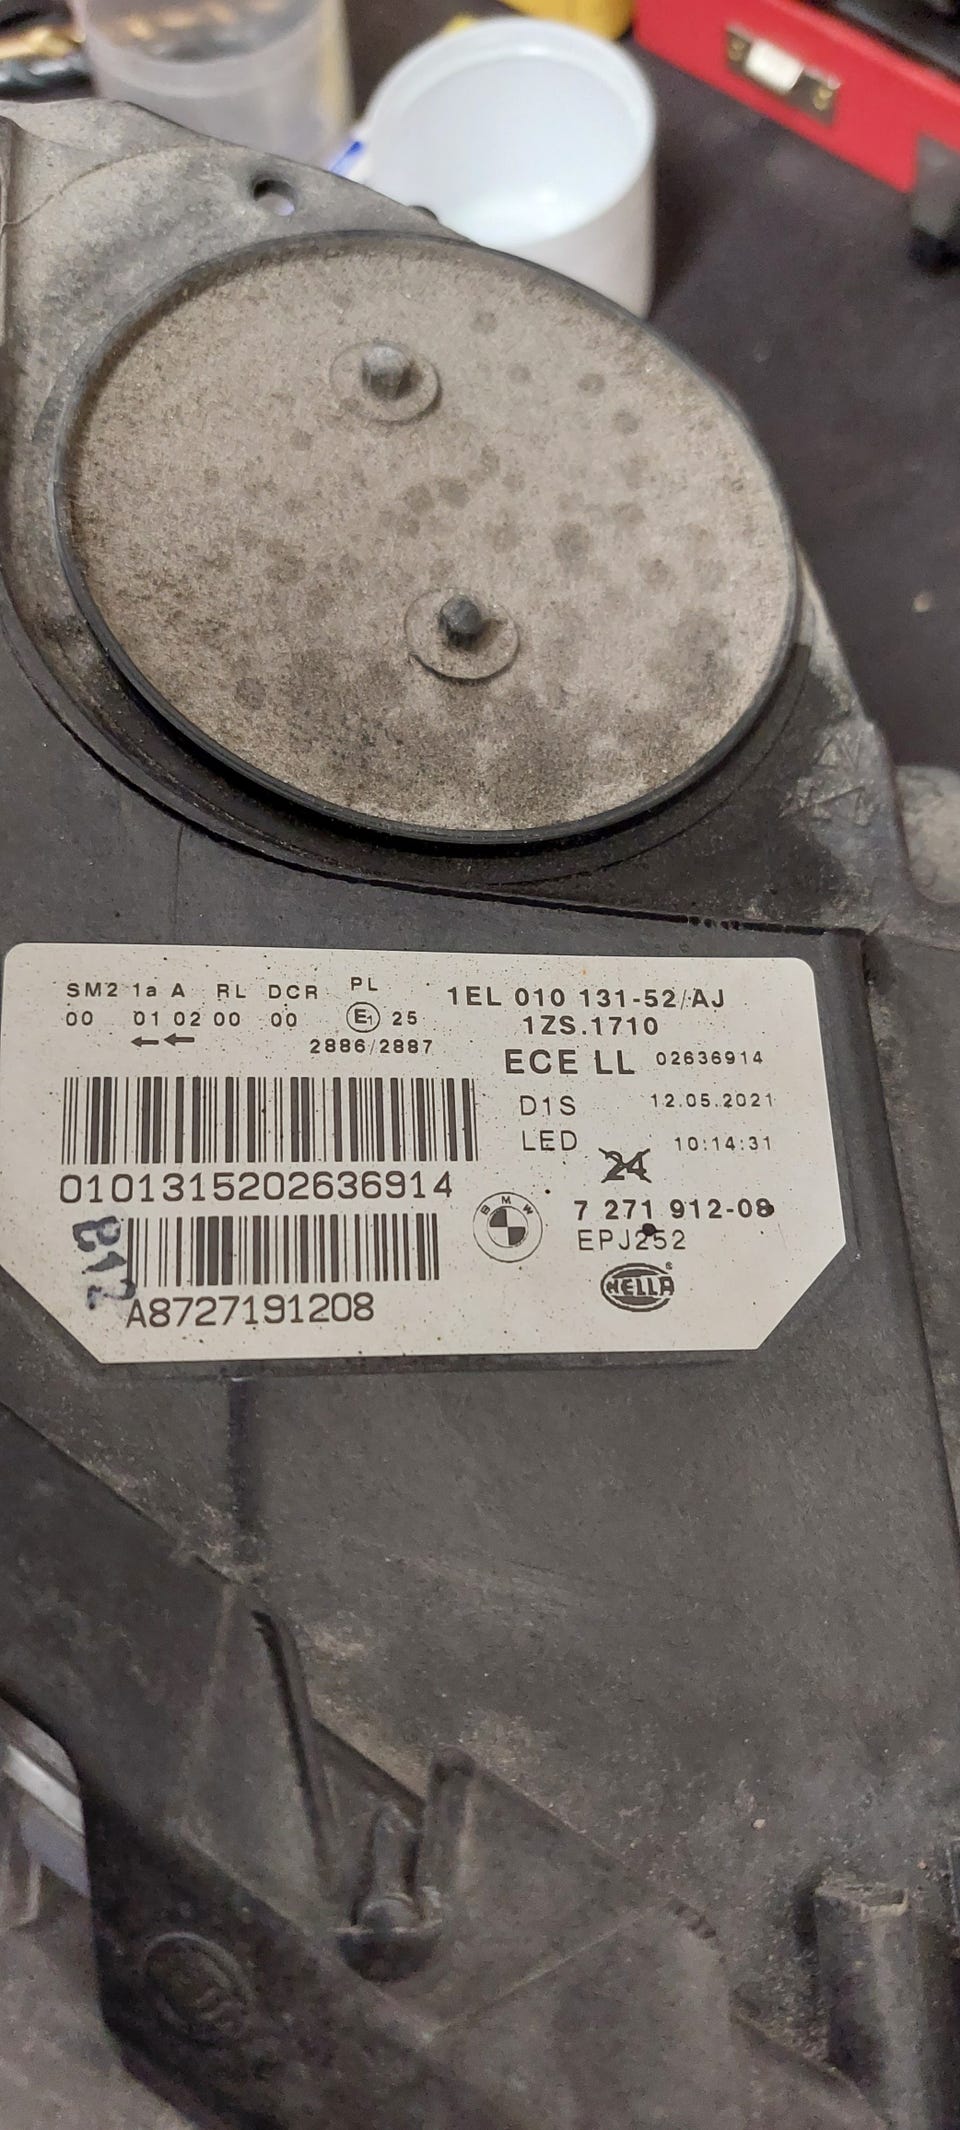 SM2 1a A RL DCR PL
00 01 02 00 00 E1 25
2886/2887
1EL 010 131-52/AJ
1ZS.1710
ECE LL 02636914
D1S 12.05.2021
LED 10:14:31
24
0101315202636914
BMW
7 271 912-08
EPJ252
HELLA®
A8727191208